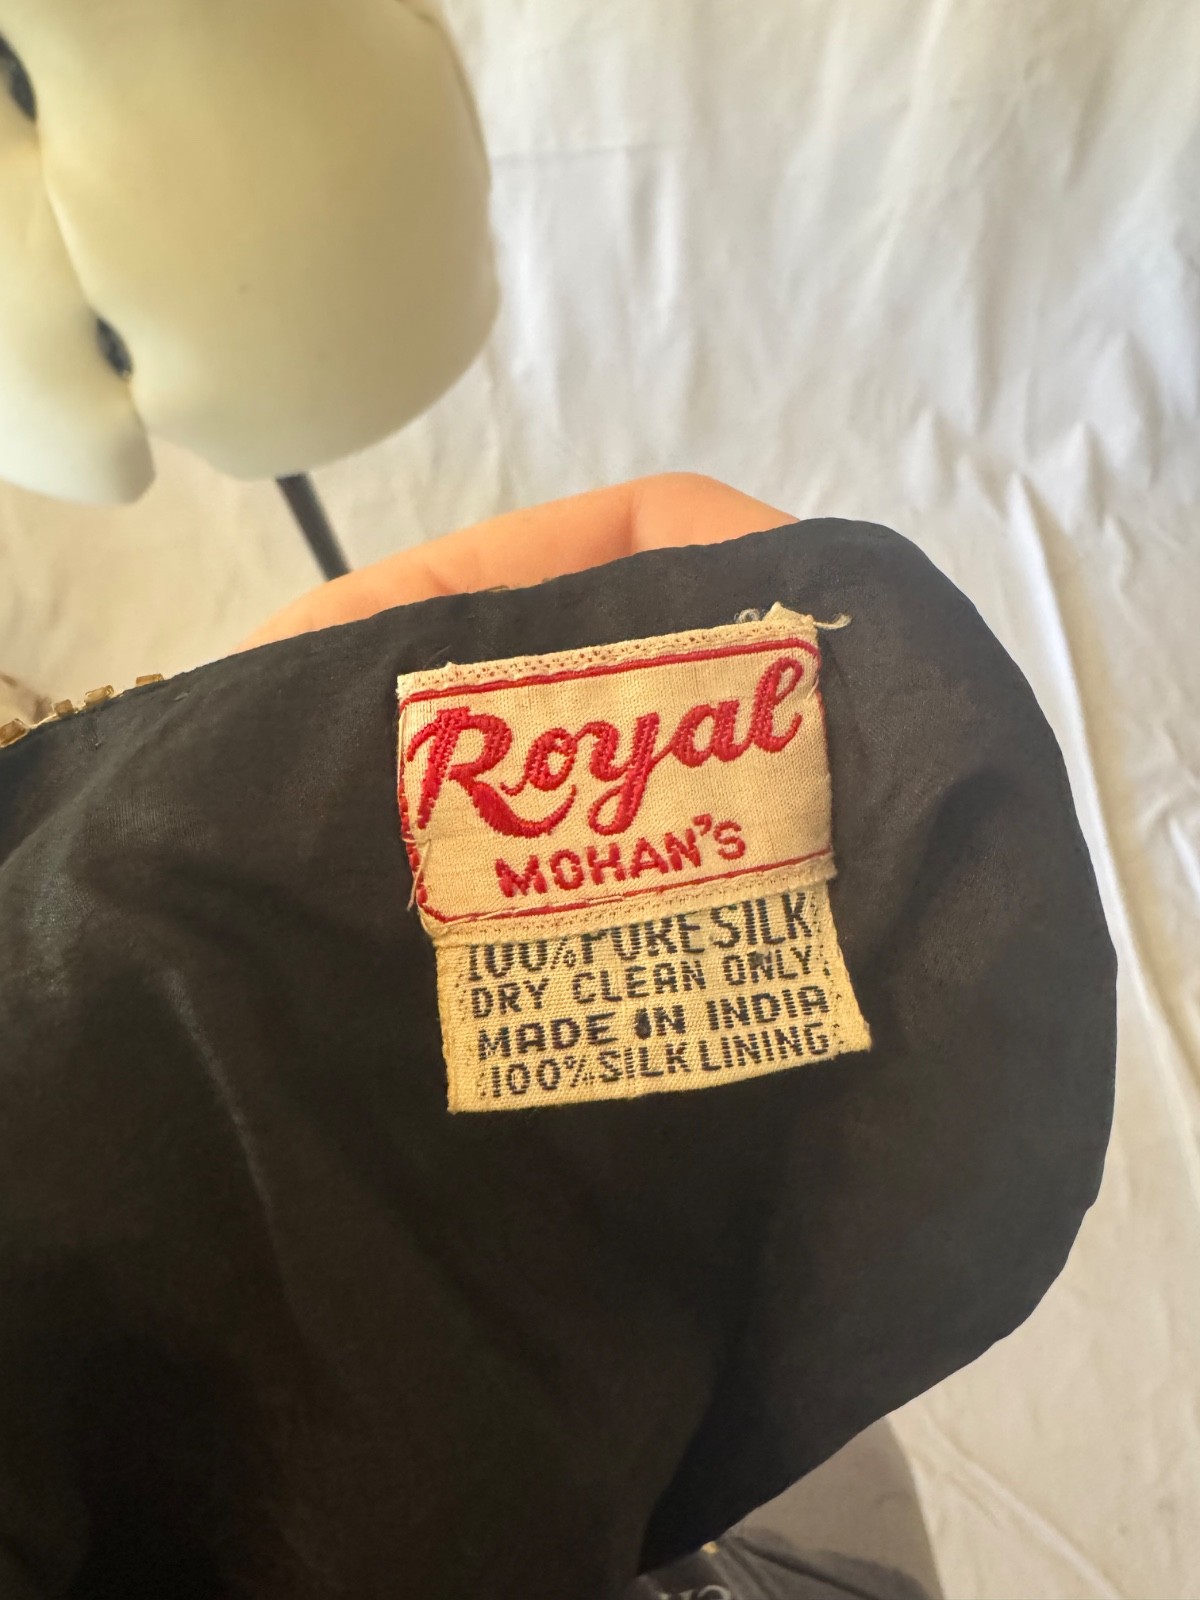 Royal
MOHAN'S
100% PURE SILK
DRY CLEAN ONLY
MADE IN INDIA
100% SILK LINING